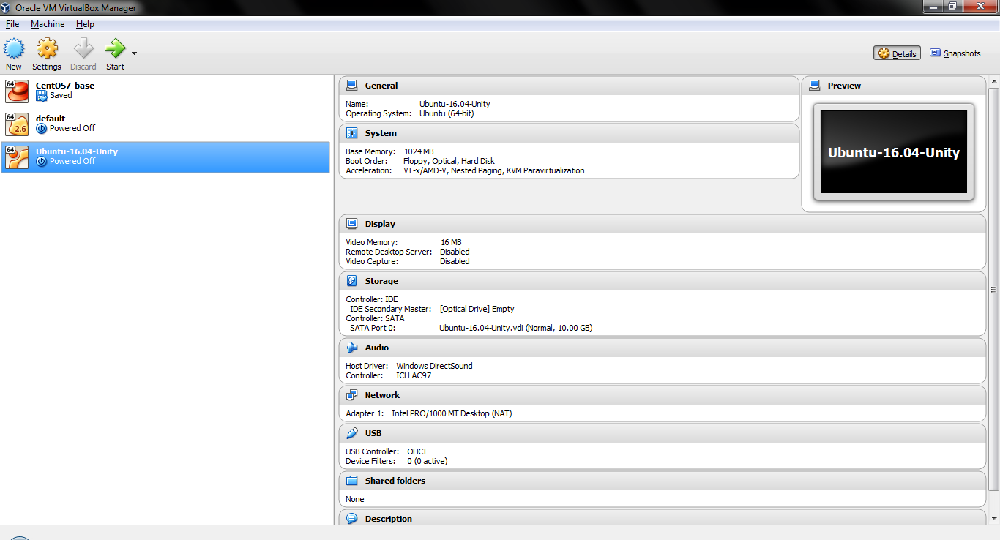 Oracle VM VirtualBox Manager
File Machine Help
New Settings Discard Start
Details Snapshots
64 CentOS7-base
Saved
64 2.6 default
Powered Off
64 Ubuntu-16.04-Unity
Powered Off
General
Name: Ubuntu-16.04-Unity
Operating System: Ubuntu (64-bit)
System
Base Memory: 1024 MB
Boot Order: Floppy, Optical, Hard Disk
Acceleration: VT-x/AMD-V, Nested Paging, KVM Paravirtualization
Preview
Ubuntu-16.04-Unity
Display
Video Memory: 16 MB
Remote Desktop Server: Disabled
Video Capture: Disabled
Storage
Controller: IDE
IDE Secondary Master: [Optical Drive] Empty
Controller: SATA
SATA Port 0: Ubuntu-16.04-Unity.vdi (Normal, 10.00 GB)
Audio
Host Driver: Windows DirectSound
Controller: ICH AC97
Network
Adapter 1: Intel PRO/1000 MT Desktop (NAT)
USB
USB Controller: OHCI
Device Filters: 0 (0 active)
Shared folders
None
Description